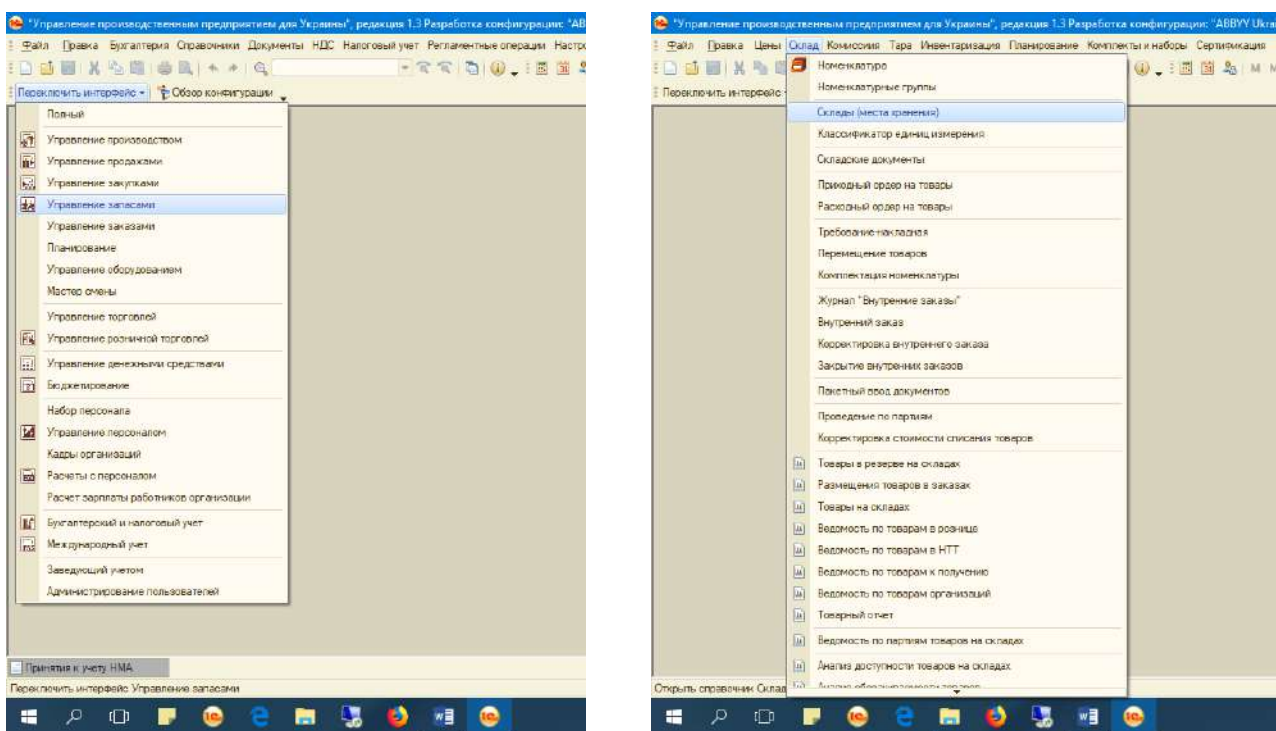 "Управление производственным предприятием для Украины", редакция 1.3 Разработка конфигурации: "AB
Файл Правка Бухгалтерия Справочники Документы НДС Налоговый учет Регламентные операции Настро
Переключить интерфейс Обзор конфигурации
Полный
Управление производством
Управление продажами
Управление закупками
Управление запасами
Управление заказами
Планирование
Управление оборудованием
Мастер смены
Управление торговлей
Управление розничной торговлей
Управление денежными средствами
Бюджетирование
Набор персонала
Управление персоналом
Кадры организаций
Расчеты с персоналом
Расчет зарплаты работников организации
Бухгалтерский и налоговый учет
Международный учет
Заведующий учетом
Администрирование пользователей
Принятия к учету НМА
Переключить интерфейс Управление запасами
"Управление производственным предприятием для Украины", редакция 1.3 Разработка конфигурации: "ABBYY Ukrai
Файл Правка Цены Склад Комиссия Тара Инвентаризация Планирование Комплекты и наборы Сертификация
M M
Переключить интерфейс
Номенклатура
Номенклатурные группы
Склады (места хранения)
Классификатор единиц измерения
Складские документы
Приходный ордер на товары
Расходный ордер на товары
Требование-накладная
Перемещение товаров
Комплектация номенклатуры
Журнал "Внутренние заказы"
Внутренний заказ
Корректировка внутреннего заказа
Закрытие внутренних заказов
Пакетный ввод документов
Проведение по партиям
Корректировка стоимости списания товаров
Товары в резерве на складах
Размещения товаров в заказах
Товары на складах
Ведомость по товарам в рознице
Ведомость по товарам в НТТ
Ведомость по товарам к получению
Ведомость по товарам организаций
Товарный отчет
Ведомость по партиям товаров на складах
Анализ доступности товаров на складах
Анализ оборачиваемости товаров
Открыть справочник Склад